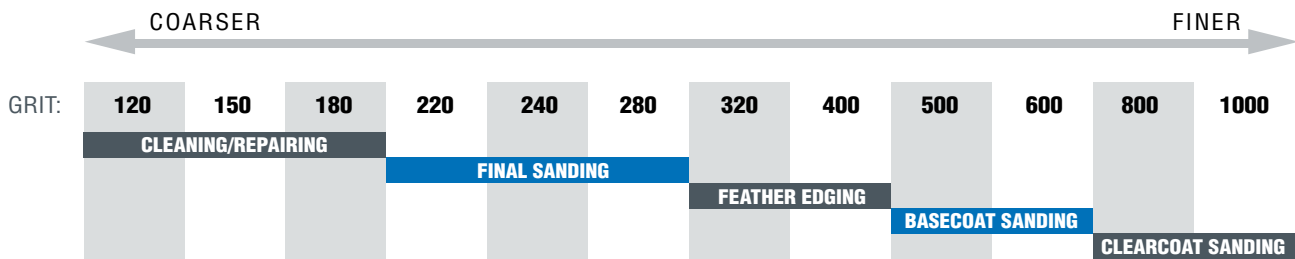 COARSER FINER
GRIT: 120 150 180 220 240 280 320 400 500 600 800 1000
CLEANING/REPAIRING
FINAL SANDING
FEATHER EDGING
BASECOAT SANDING
CLEARCOAT SANDING